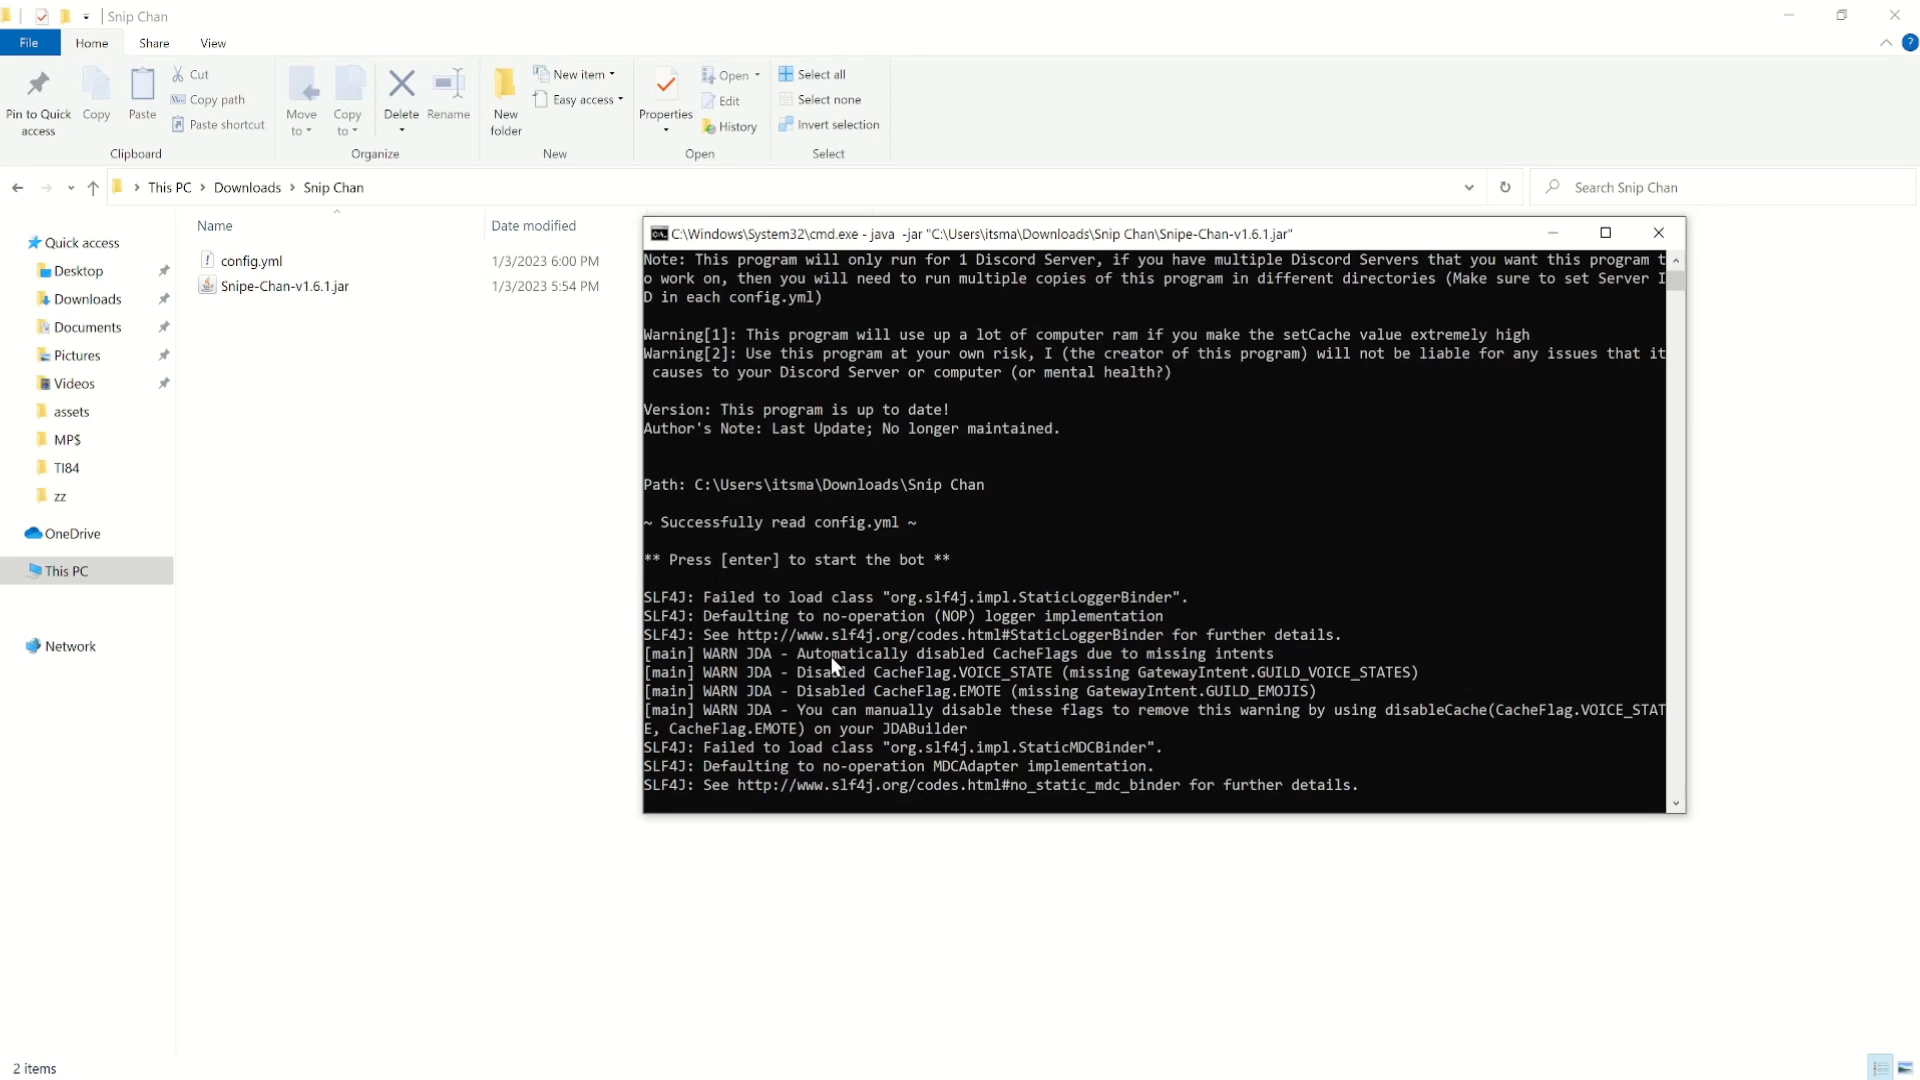 Snip Chan
File
Home
Share
View
Pin to Quick access
Copy
Paste
Cut
Copy path
Paste shortcut
Clipboard
Move to
Copy to
Delete
Rename
Organize
New folder
New item
Easy access
New
Properties
Open
Edit
History
Open
Select all
Select none
Invert selection
Select
This PC > Downloads > Snip Chan
Search Snip Chan
Name
Date modified
config.yml
1/3/2023 6:00 PM
Snipe-Chan-v1.6.1.jar
1/3/2023 5:54 PM
Quick access
Desktop
Downloads
Documents
Pictures
Videos
assets
MP$
TI84
zz
OneDrive
This PC
Network
C:\Windows\System32\cmd.exe - java  -jar "C:\Users\itsma\Downloads\Snip Chan\Snipe-Chan-v1.6.1.jar"
Note: This program will only run for 1 Discord Server, if you have multiple Discord Servers that you want this program t
o work on, then you will need to run multiple copies of this program in different directories (Make sure to set Server I
D in each config.yml)
Warning[1]: This program will use up a lot of computer ram if you make the setCache value extremely high
Warning[2]: Use this program at your own risk, I (the creator of this program) will not be liable for any issues that it
causes to your Discord Server or computer (or mental health?)
Version: This program is up to date!
Author's Note: Last Update; No longer maintained.
Path: C:\Users\itsma\Downloads\Snip Chan
~ Successfully read config.yml ~
** Press [enter] to start the bot **
SLF4J: Failed to load class "org.slf4j.impl.StaticLoggerBinder".
SLF4J: Defaulting to no-operation (NOP) logger implementation
SLF4J: See http://www.slf4j.org/codes.html#StaticLoggerBinder for further details.
[main] WARN JDA - Automatically disabled CacheFlags due to missing intents
[main] WARN JDA - Disabled CacheFlag.VOICE_STATE (missing GatewayIntent.GUILD_VOICE_STATES)
[main] WARN JDA - Disabled CacheFlag.EMOTE (missing GatewayIntent.GUILD_EMOJIS)
[main] WARN JDA - You can manually disable these flags to remove this warning by using disableCache(CacheFlag.VOICE_STAT
E, CacheFlag.EMOTE) on your JDABuilder
SLF4J: Failed to load class "org.slf4j.impl.StaticMDCBinder".
SLF4J: Defaulting to no-operation MDCAdapter implementation.
SLF4J: See http://www.slf4j.org/codes.html#no_static_mdc_binder for further details.
2 items